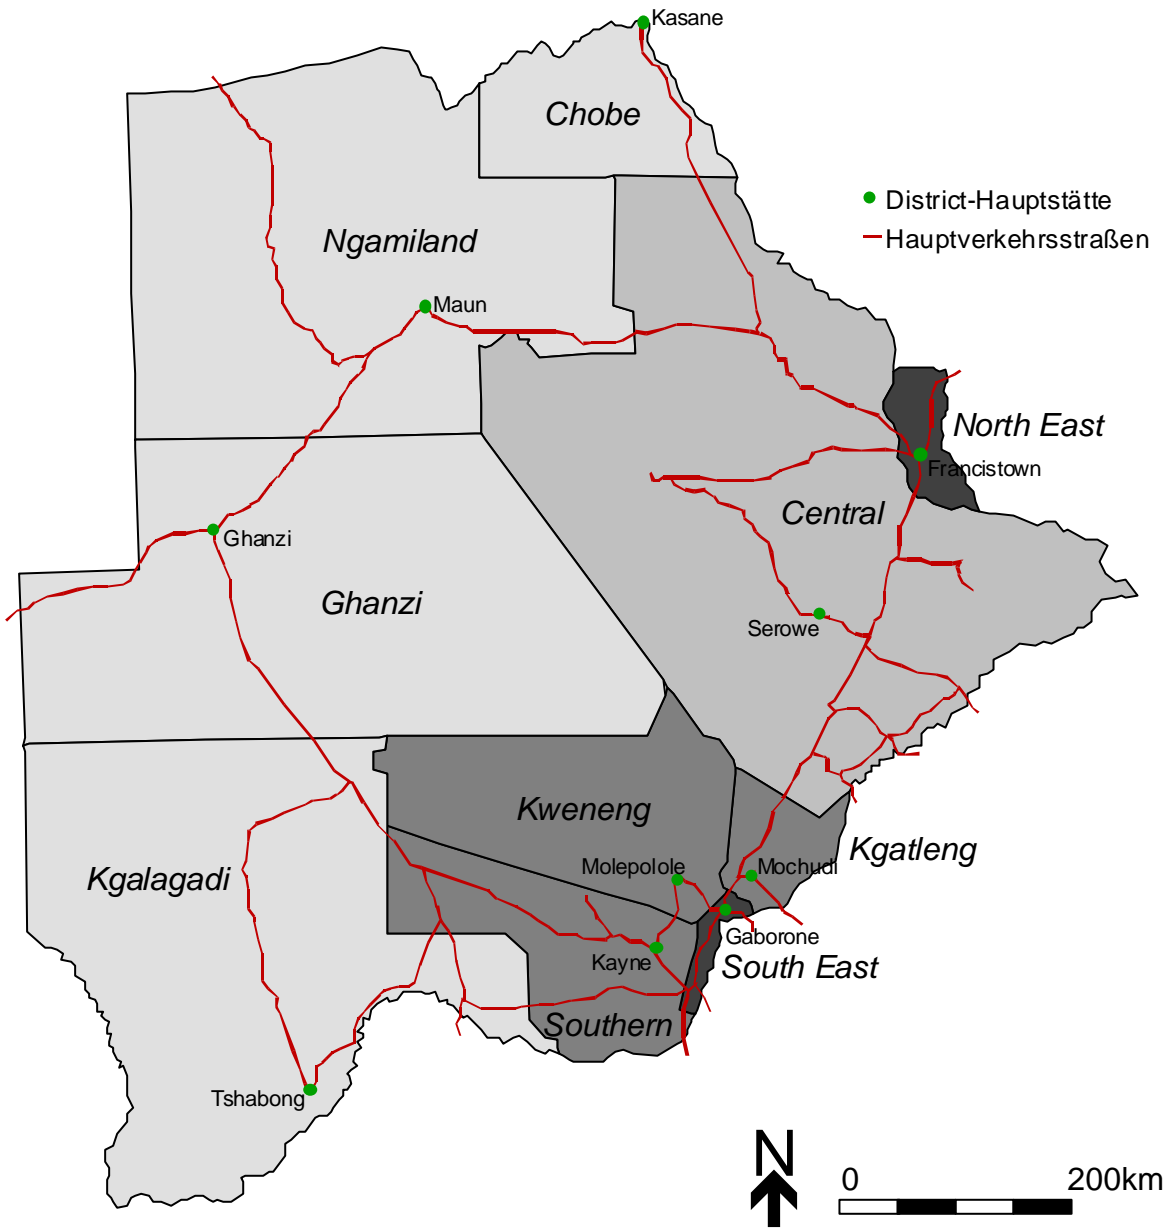 Kasane
Chobe
District-Hauptstätte
Hauptverkehrsstraßen
Ngamiland
Maun
North East
Francistown
Central
Ghanzi
Ghanzi
Serowe
Kweneng
Kgatleng
Molepolole
Mochudi
Kgalagadi
Gaborone
Kayne
South East
Southern
Tshabong
N
0
200km